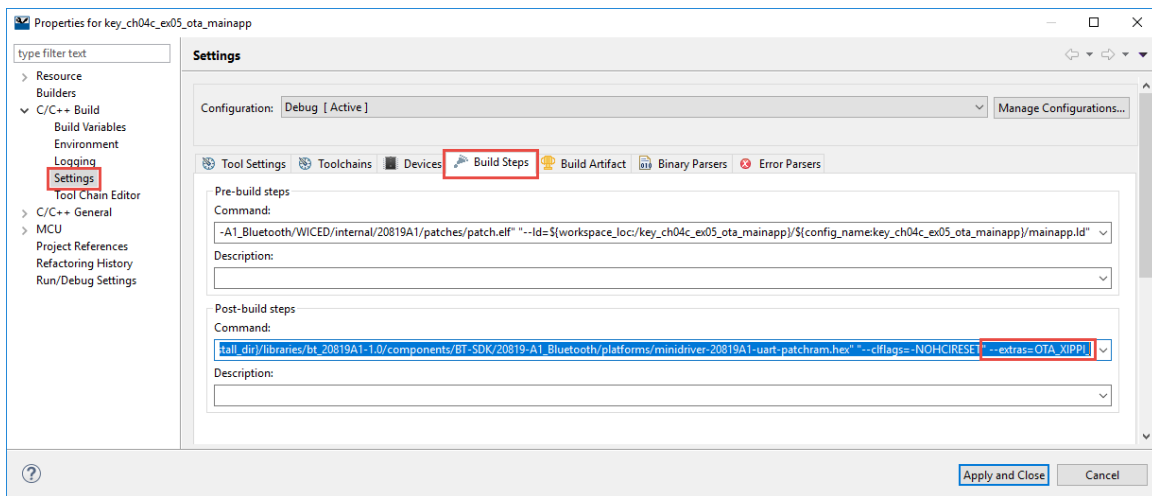 Properties for key_ch04c_ex05_ota_mainapp
type filter text
Resource
Builders
C/C++ Build
Build Variables
Environment
Logging
Settings
Tool Chain Editor
C/C++ General
MCU
Project References
Refactoring History
Run/Debug Settings
Settings
Configuration: Debug [ Active ]
Manage Configurations...
Tool Settings Toolchains Devices Build Steps Build Artifact Binary Parsers Error Parsers
Pre-build steps
Command:
-A1_Bluetooth/WICED/internal/20819A1/patches/patch.elf" "--ld=${workspace_loc:/key_ch04c_ex05_ota_mainapp}/${config_name:key_ch04c_ex05_ota_mainapp}/mainapp.ld"
Description:
Post-build steps
Command:
stall_dir}/libraries/bt_20819A1-1.0/components/BT-SDK/20819-A1_Bluetooth/platforms/minidriver-20819A1-uart-patchram.hex" "--clflags=-NOHCIRESET" --extras=OTA_XIPPI_
Description:
Apply and Close
Cancel